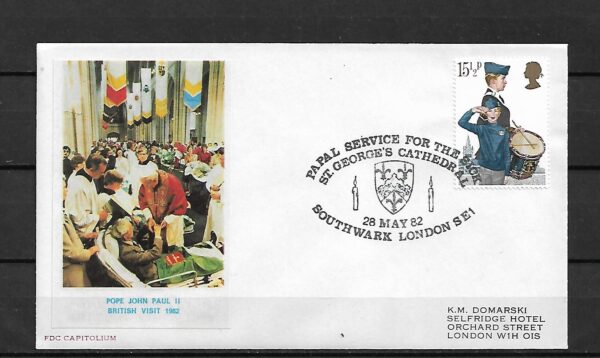 15½p
PAPAL SERVICE FOR THE SICK
ST. GEORGE'S CATHEDRAL
28 MAY 82
SOUTHWARK LONDON SE1
POPE JOHN PAUL II
BRITISH VISIT 1982
FDC CAPITOLIUM
K.M. DOMARSKI
SELFRIDGE HOTEL
ORCHARD STREET
LONDON W1H OIS